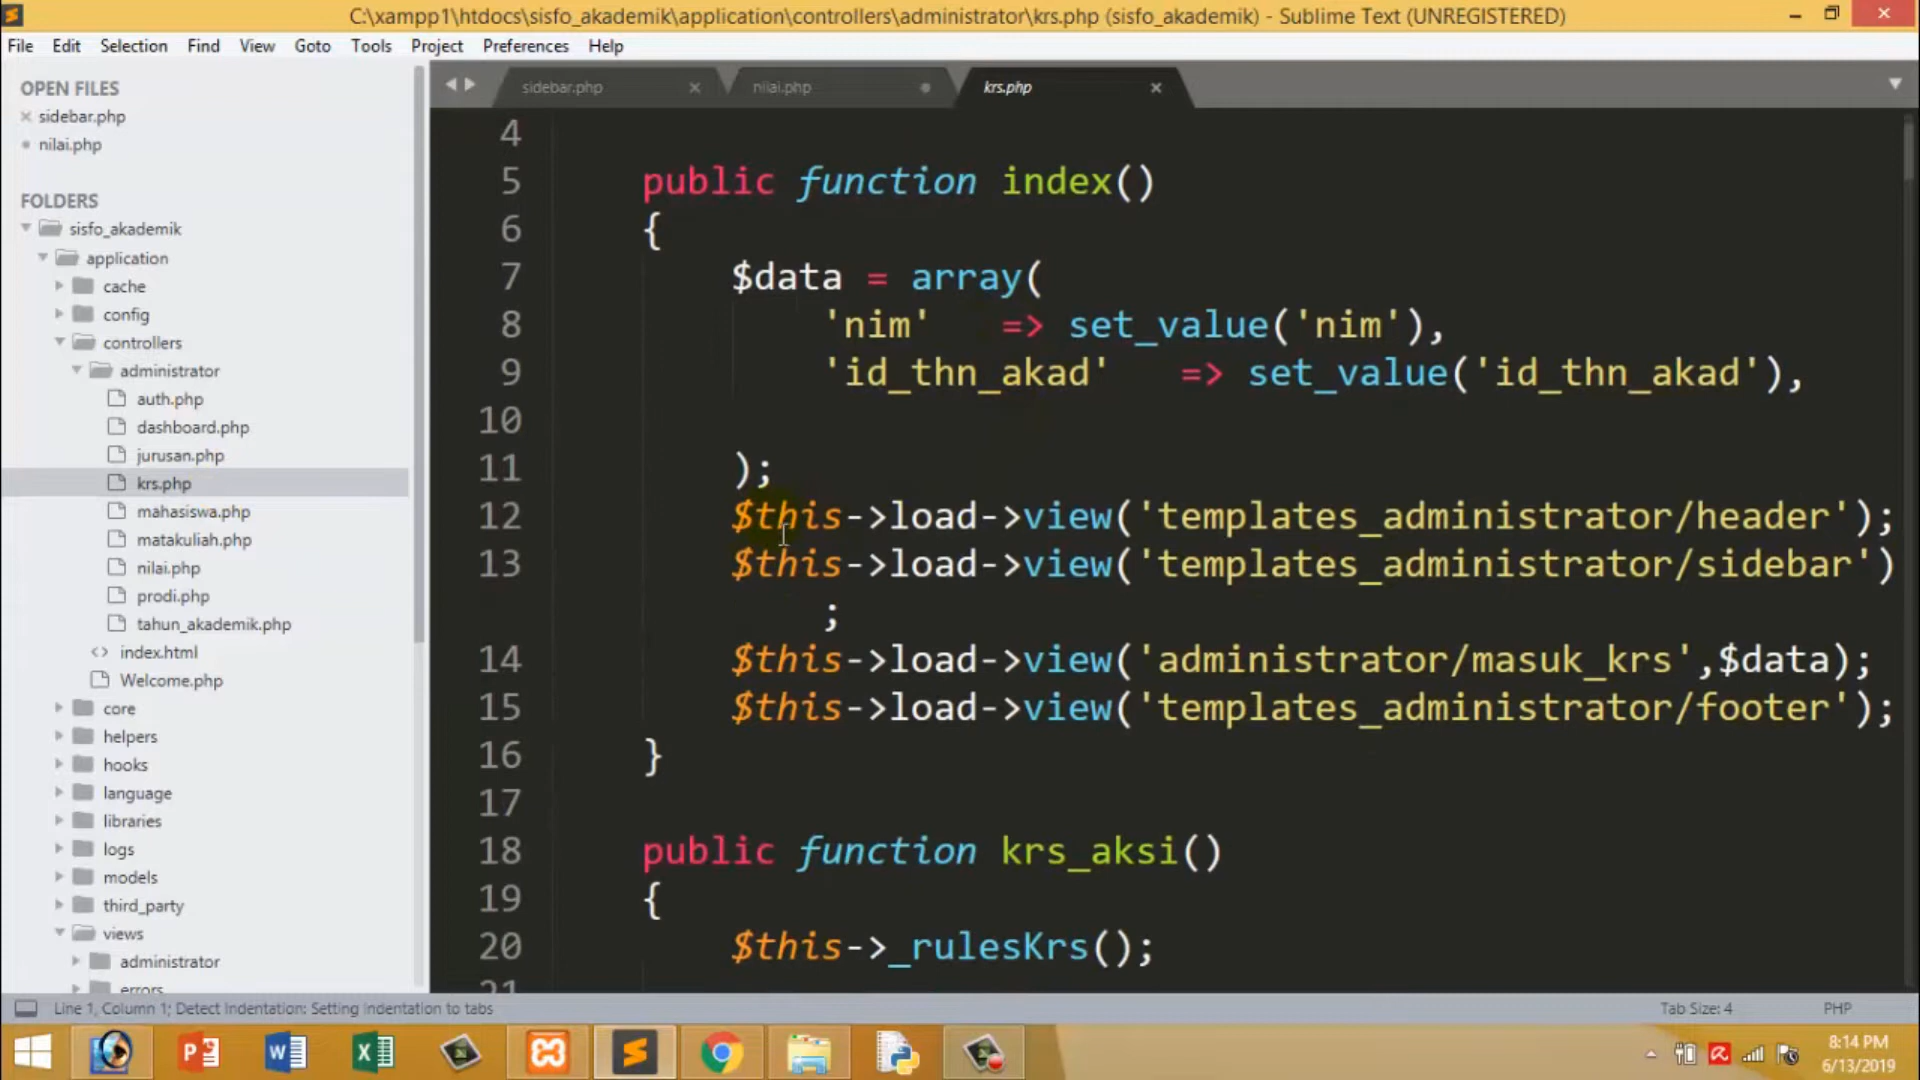 C:\xampp1\htdocs\sisfo_akademik\application\controllers\administrator\krs.php (sisfo_akademik) - Sublime Text (UNREGISTERED)
File Edit Selection Find View Goto Tools Project Preferences Help
OPEN FILES
sidebar.php
nilai.php
FOLDERS
sisfo_akademik
application
cache
config
controllers
administrator
auth.php
dashboard.php
jurusan.php
krs.php
mahasiswa.php
matakuliah.php
nilai.php
prodi.php
tahun_akademik.php
index.html
Welcome.php
core
helpers
hooks
language
libraries
logs
models
third_party
views
administrator
errors
sidebar.php nilai.php krs.php
4
5 public function index()
6 {
7 $data = array(
8 'nim' => set_value('nim'),
9 'id_thn_akad' => set_value('id_thn_akad'),
10
11 );
12 $this->load->view('templates_administrator/header');
13 $this->load->view('templates_administrator/sidebar')
;
14 $this->load->view('administrator/masuk_krs',$data);
15 $this->load->view('templates_administrator/footer');
16 }
17
18 public function krs_aksi()
19 {
20 $this->_rulesKrs();
21
Line 1, Column 1; Detect Indentation: Setting indentation to tabs
Tab Size: 4
PHP
8:14 PM
6/13/2019